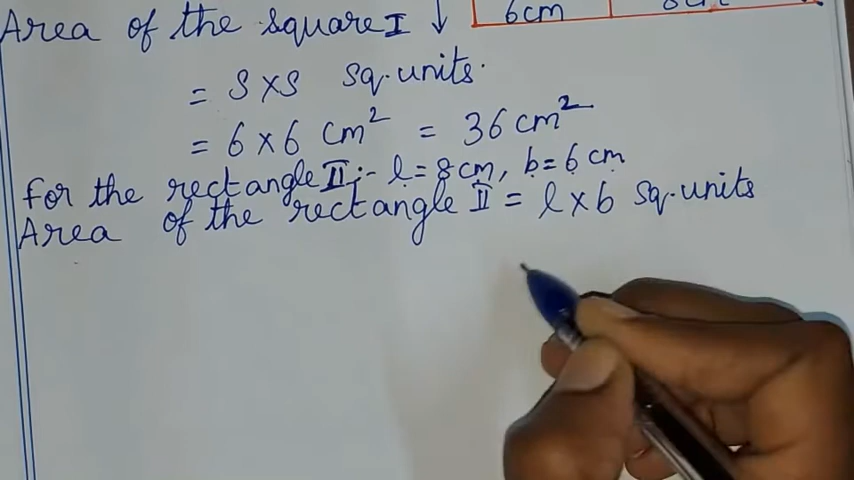 6cm
Area of the square I ↓
= S × S sq.units.
= 6 × 6 cm² = 36 cm²
for the rectangle II :- l = 8 cm, b = 6 cm
Area of the rectangle II = l × b sq.units